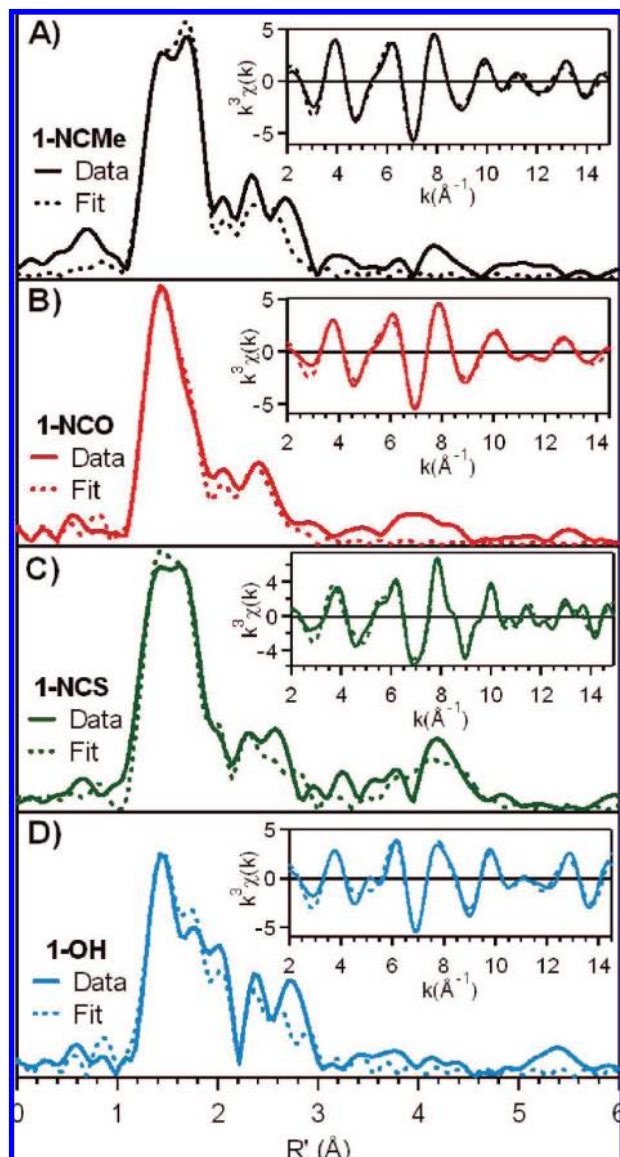 A)
1-NCMe
Data
Fit
k³χ(k)
5
0
-5
2 4 6 8 10 12 14
k(Å⁻¹)
B)
1-NCO
Data
Fit
k³χ(k)
5
0
-5
2 4 6 8 10 12 14
k(Å⁻¹)
C)
1-NCS
Data
Fit
k³χ(k)
4
0
-4
2 4 6 8 10 12 14
k(Å⁻¹)
D)
1-OH
Data
Fit
k³χ(k)
5
0
-5
2 4 6 8 10 12 14
k(Å⁻¹)
0 1 2 3 4 5 6
R' (Å)